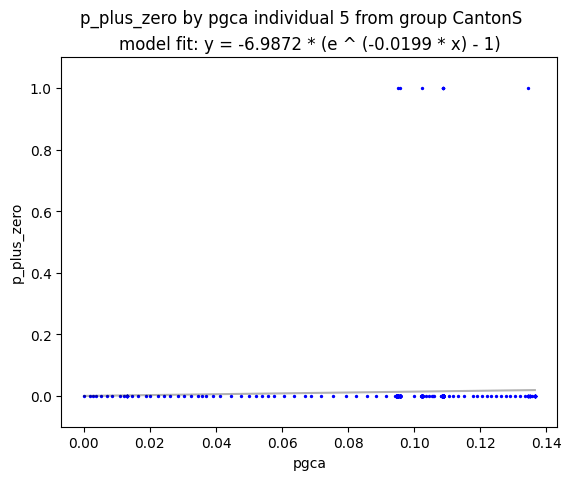 p_plus_zero by pgca individual 5 from group CantonS
model fit: y = -6.9872 * (e ^ (-0.0199 * x) - 1)
1.0
0.8
0.6
0.4
0.2
0.0
p_plus_zero
0.00 0.02 0.04 0.06 0.08 0.10 0.12 0.14
pgca